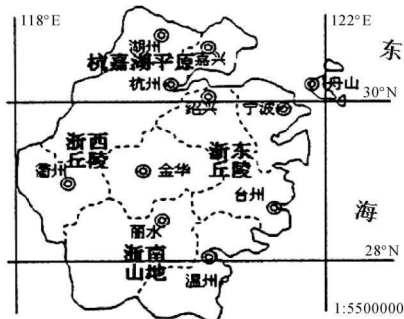 118°E
122°E
湖州
嘉兴
杭嘉湖平原
东
杭州
舟山
30°N
绍兴
宁波
浙西
丘陵
浙东
丘陵
衢州
金华
台州
海
丽水
浙南
山地
28°N
温州
1:5500000